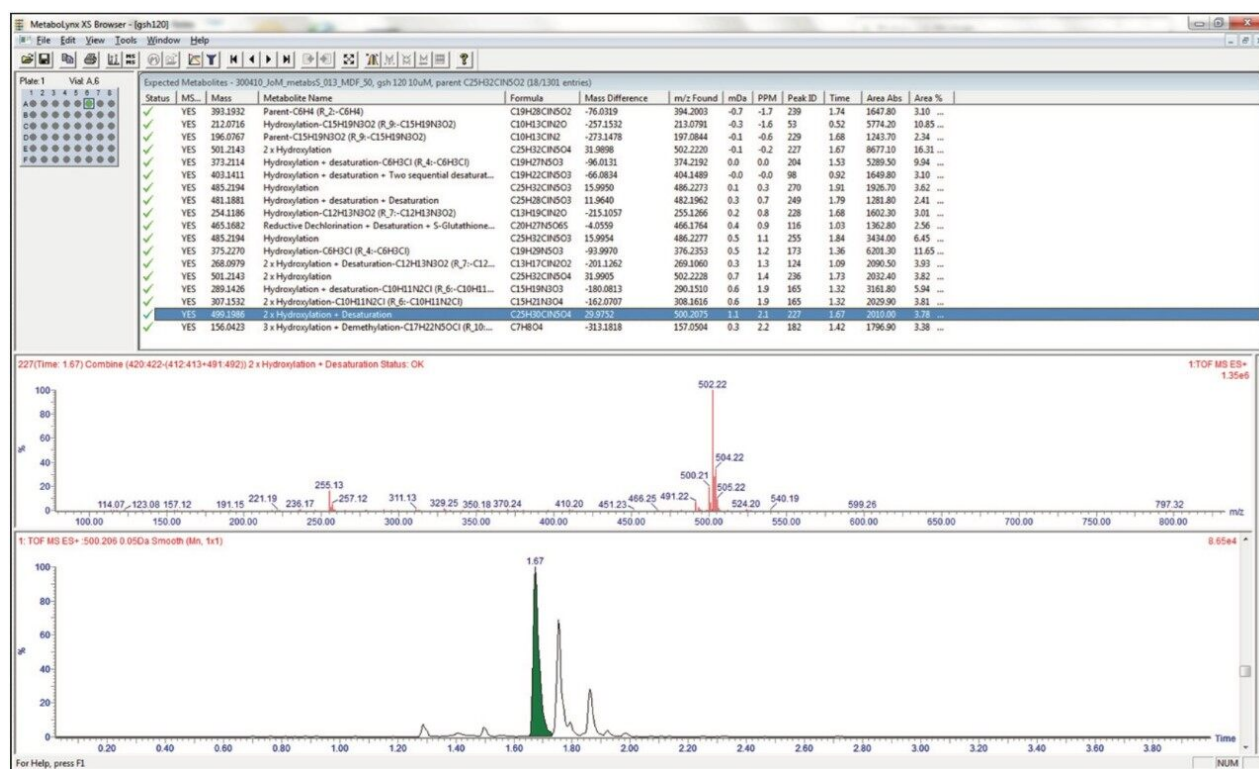 MetaboLynx XS Browser - [gsh120]
File Edit View Tools Window Help
Plate:1 Vial: A,6
1 2 3 4 5 6 7 8
A
B
C
D
E
F
Expected Metabolites - 300410_JoM_metabsS_013_MDF_50, gsh 120 10uM, parent C25H32ClN5O2 (18/1301 entries)
Status MS... Mass Metabolite Name Formula Mass Difference m/z Found mDa PPM Peak ID Time Area Abs Area %
YES 393.1932 Parent-C6H4 (R_2:-C6H4) C19H28ClN5O2 -76.0319 394.2003 -0.7 -1.7 239 1.74 1647.80 3.10 ...
YES 212.0716 Hydroxylation-C15H19N3O2 (R_9:-C15H19N3O2) C10H13ClN2O -257.1532 213.0791 -0.3 -1.6 53 0.52 5774.20 10.85 ...
YES 196.0767 Parent-C15H19N3O2 (R_9:-C15H19N3O2) C10H13ClN2 -273.1478 197.0844 -0.1 -0.6 229 1.68 1243.70 2.34 ...
YES 501.2143 2 x Hydroxylation C25H32ClN5O4 31.9898 502.2220 -0.1 -0.2 227 1.67 8677.10 16.31 ...
YES 373.2114 Hydroxylation + desaturation-C6H3Cl (R_4:-C6H3Cl) C19H27N5O3 -96.0131 374.2192 0.0 0.0 204 1.53 5289.50 9.94 ...
YES 403.1411 Hydroxylation + desaturation + Two sequential desaturat... C19H22ClN5O3 -66.0834 404.1489 -0.0 -0.0 98 0.92 1649.80 3.10 ...
YES 485.2194 Hydroxylation C25H32ClN5O3 15.9950 486.2273 0.1 0.3 270 1.91 1926.70 3.62 ...
YES 481.1881 Hydroxylation + desaturation + Desaturation C25H28ClN5O3 11.9640 482.1962 0.3 0.7 249 1.79 1281.80 2.41 ...
YES 254.1186 Hydroxylation-C12H13N3O2 (R_7:-C12H13N3O2) C13H19ClN2O -215.1057 255.1266 0.2 0.8 228 1.68 1602.30 3.01 ...
YES 465.1682 Reductive Dechlorination + Desaturation + S-Glutathione... C20H27N5O6S -4.0559 466.1764 0.4 0.9 116 1.03 1362.80 2.56 ...
YES 485.2194 Hydroxylation C25H32ClN5O3 15.9954 486.2277 0.5 1.1 255 1.84 3434.00 6.45 ...
YES 375.2270 Hydroxylation-C6H3Cl (R_4:-C6H3Cl) C19H29N5O3 -93.9970 376.2353 0.5 1.2 173 1.36 6201.30 11.65 ...
YES 268.0979 2 x Hydroxylation + Desaturation-C12H13N3O2 (R_7:-C12... C13H17ClN2O2 -201.1262 269.1060 0.3 1.3 124 1.09 2090.50 3.93 ...
YES 501.2143 2 x Hydroxylation C25H32ClN5O4 31.9905 502.2228 0.7 1.4 236 1.73 2032.40 3.82 ...
YES 289.1426 Hydroxylation + desaturation-C10H11N2Cl (R_6:-C10H11... C15H19N3O3 -180.0813 290.1510 0.6 1.9 165 1.32 3161.80 5.94 ...
YES 307.1532 2 x Hydroxylation-C10H11N2Cl (R_6:-C10H11N2Cl) C15H21N3O4 -162.0707 308.1616 0.6 1.9 165 1.32 2029.90 3.81 ...
YES 499.1986 2 x Hydroxylation + Desaturation C25H30ClN5O4 29.9752 500.2075 1.1 2.1 227 1.67 2010.00 3.78 ...
YES 156.0423 3 x Hydroxylation + Demethylation-C17H22N5OCl (R_10:... C7H8O4 -313.1818 157.0504 0.3 2.2 182 1.42 1796.90 3.38 ...
227(Time: 1.67) Combine (420:422-(412:413+491:492)) 2 x Hydroxylation + Desaturation Status: OK
1:TOF MS ES+
1.35e6
100
80
60
%
40
20
0
502.22
504.22
500.21
505.22
255.13
257.12
114.07 123.08 157.12 191.15 221.19 236.17 311.13 329.25 350.18 370.24 410.20 451.23 466.25 491.22 524.20 540.19 599.26 797.32
100.00 150.00 200.00 250.00 300.00 350.00 400.00 450.00 500.00 550.00 600.00 650.00 700.00 750.00 800.00 m/z
1: TOF MS ES+ :500.206 0.05Da Smooth (Mn, 1x1)
8.65e4
1.67
100
80
60
%
40
20
0
0.20 0.40 0.60 0.80 1.00 1.20 1.40 1.60 1.80 2.00 2.20 2.40 2.60 2.80 3.00 3.20 3.40 3.60 3.80 Time
For Help, press F1
NUM